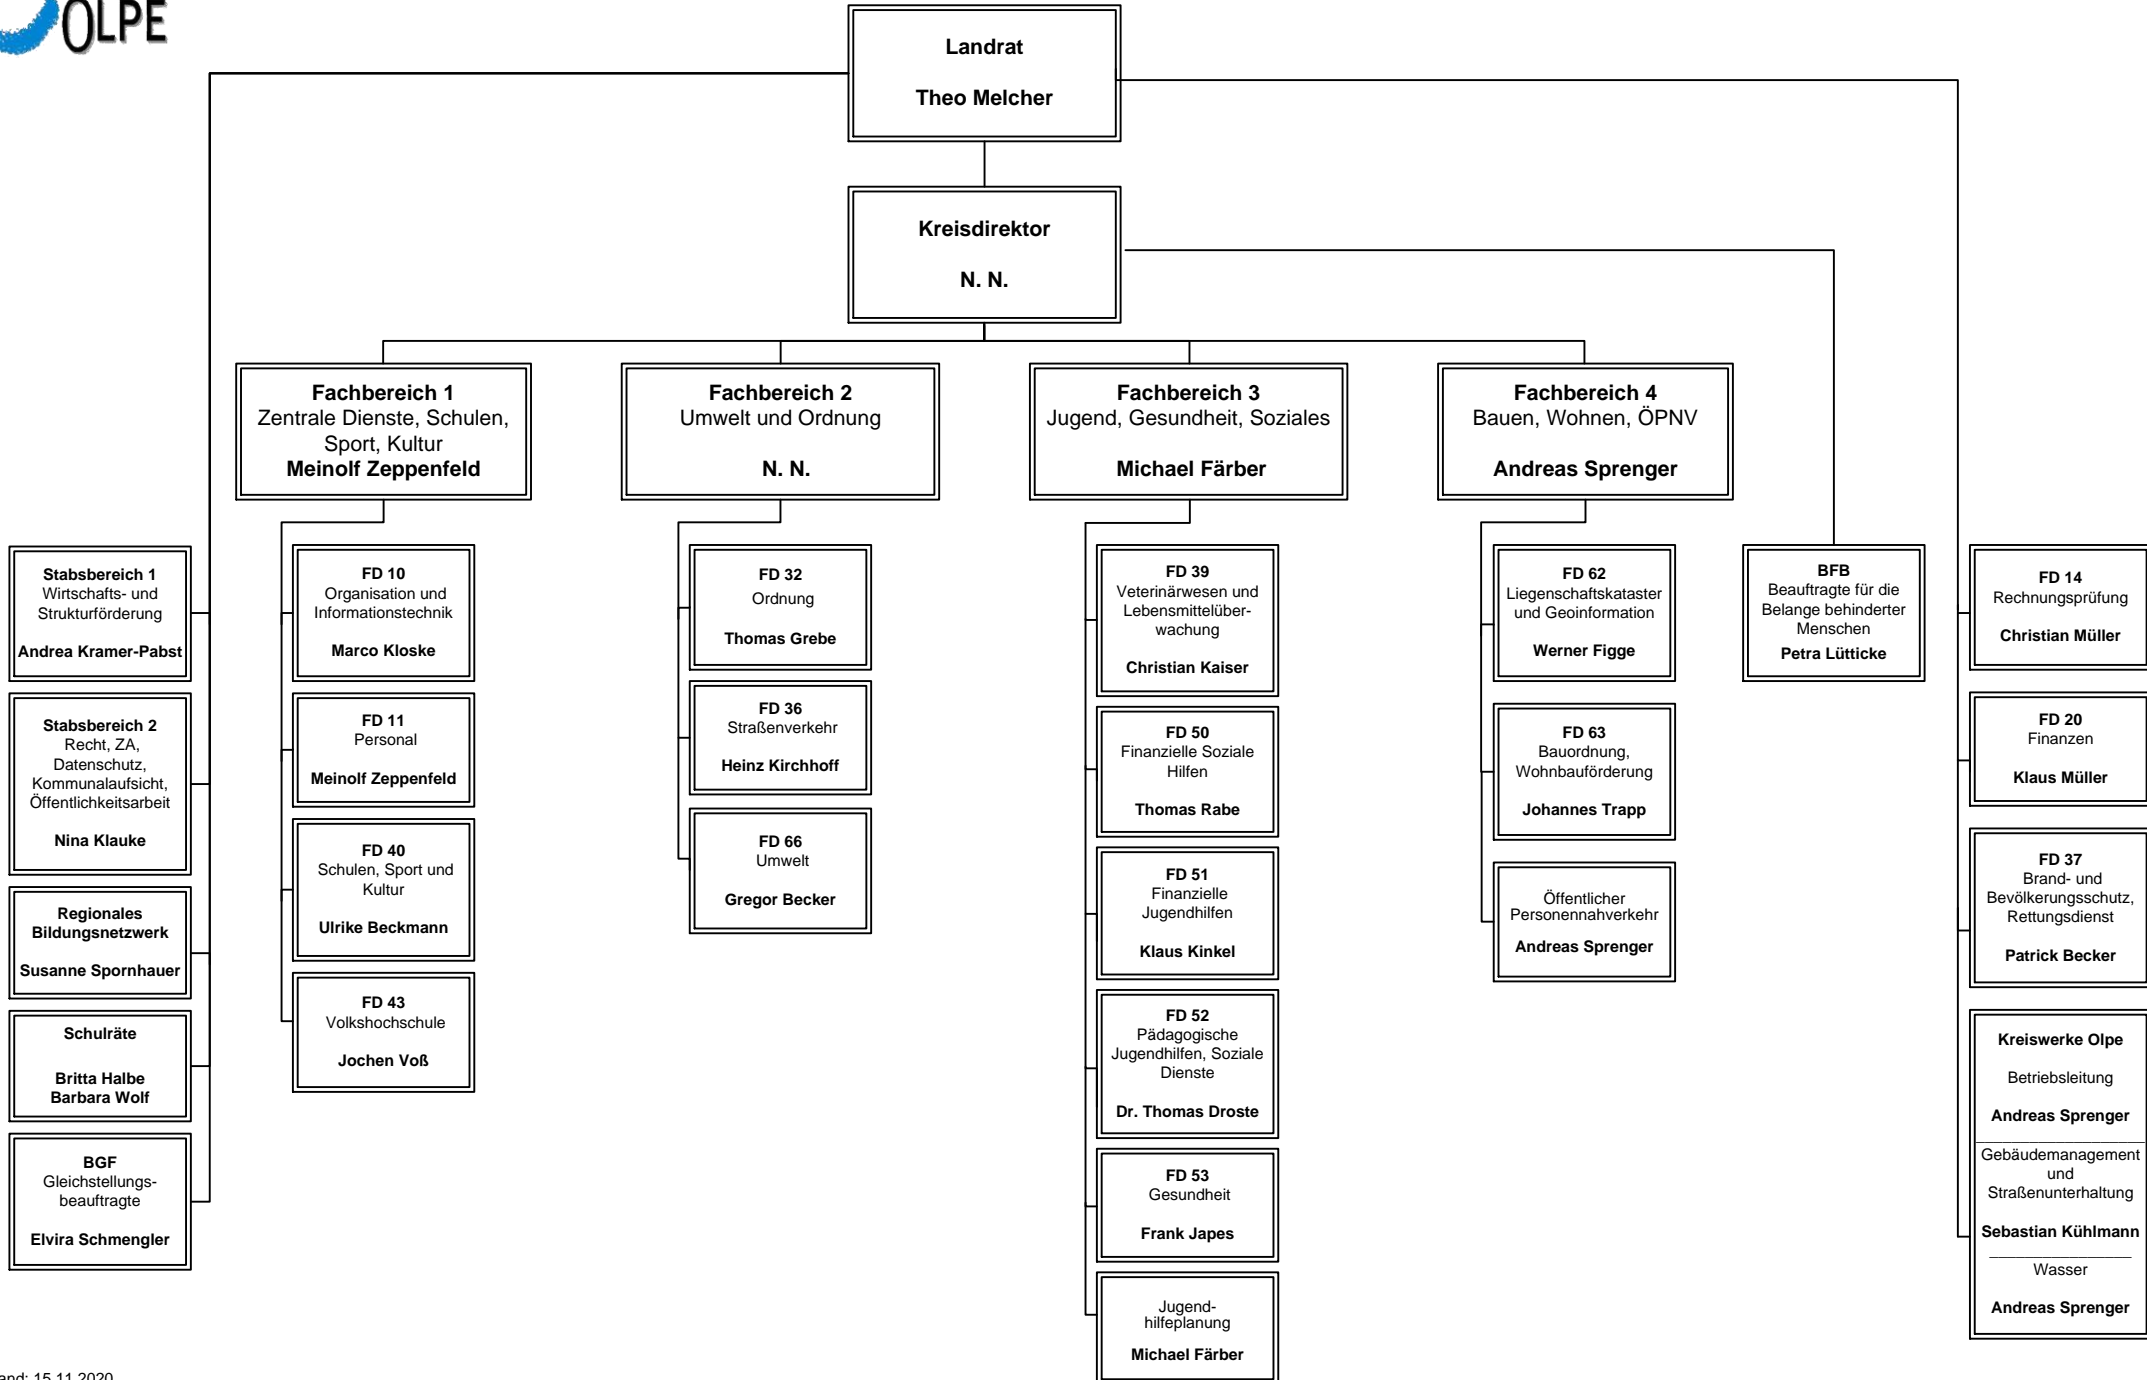 OLPE
Landrat
Theo Melcher
Kreisdirektor
N. N.
Fachbereich 1
Zentrale Dienste, Schulen,
Sport, Kultur
Meinolf Zeppenfeld
Fachbereich 2
Umwelt und Ordnung
N. N.
Fachbereich 3
Jugend, Gesundheit, Soziales
Michael Färber
Fachbereich 4
Bauen, Wohnen, ÖPNV
Andreas Sprenger
Stabsbereich 1
Wirtschafts- und
Strukturförderung
Andrea Kramer-Pabst
Stabsbereich 2
Recht, ZA,
Datenschutz,
Kommunalaufsicht,
Öffentlichkeitsarbeit
Nina Klauke
Regionales
Bildungsnetzwerk
Susanne Spornhauer
Schulräte
Britta Halbe
Barbara Wolf
BGF
Gleichstellungs-
beauftragte
Elvira Schmengler
FD 10
Organisation und
Informationstechnik
Marco Kloske
FD 11
Personal
Meinolf Zeppenfeld
FD 40
Schulen, Sport und
Kultur
Ulrike Beckmann
FD 43
Volkshochschule
Jochen Voß
FD 32
Ordnung
Thomas Grebe
FD 36
Straßenverkehr
Heinz Kirchhoff
FD 66
Umwelt
Gregor Becker
FD 39
Veterinärwesen und
Lebensmittelüber-
wachung
Christian Kaiser
FD 50
Finanzielle Soziale
Hilfen
Thomas Rabe
FD 51
Finanzielle
Jugendhilfen
Klaus Kinkel
FD 52
Pädagogische
Jugendhilfen, Soziale
Dienste
Dr. Thomas Droste
FD 53
Gesundheit
Frank Japes
Jugend-
hilfeplanung
Michael Färber
FD 62
Liegenschaftskataster
und Geoinformation
Werner Figge
FD 63
Bauordnung,
Wohnbauförderung
Johannes Trapp
Öffentlicher
Personennahverkehr
Andreas Sprenger
BFB
Beauftragte für die
Belange behinderter
Menschen
Petra Lütticke
FD 14
Rechnungsprüfung
Christian Müller
FD 20
Finanzen
Klaus Müller
FD 37
Brand- und
Bevölkerungsschutz,
Rettungsdienst
Patrick Becker
Kreiswerke Olpe
Betriebsleitung
Andreas Sprenger
Gebäudemanagement
und
Straßenunterhaltung
Sebastian Kühlmann
Wasser
Andreas Sprenger
and: 15.11.2020